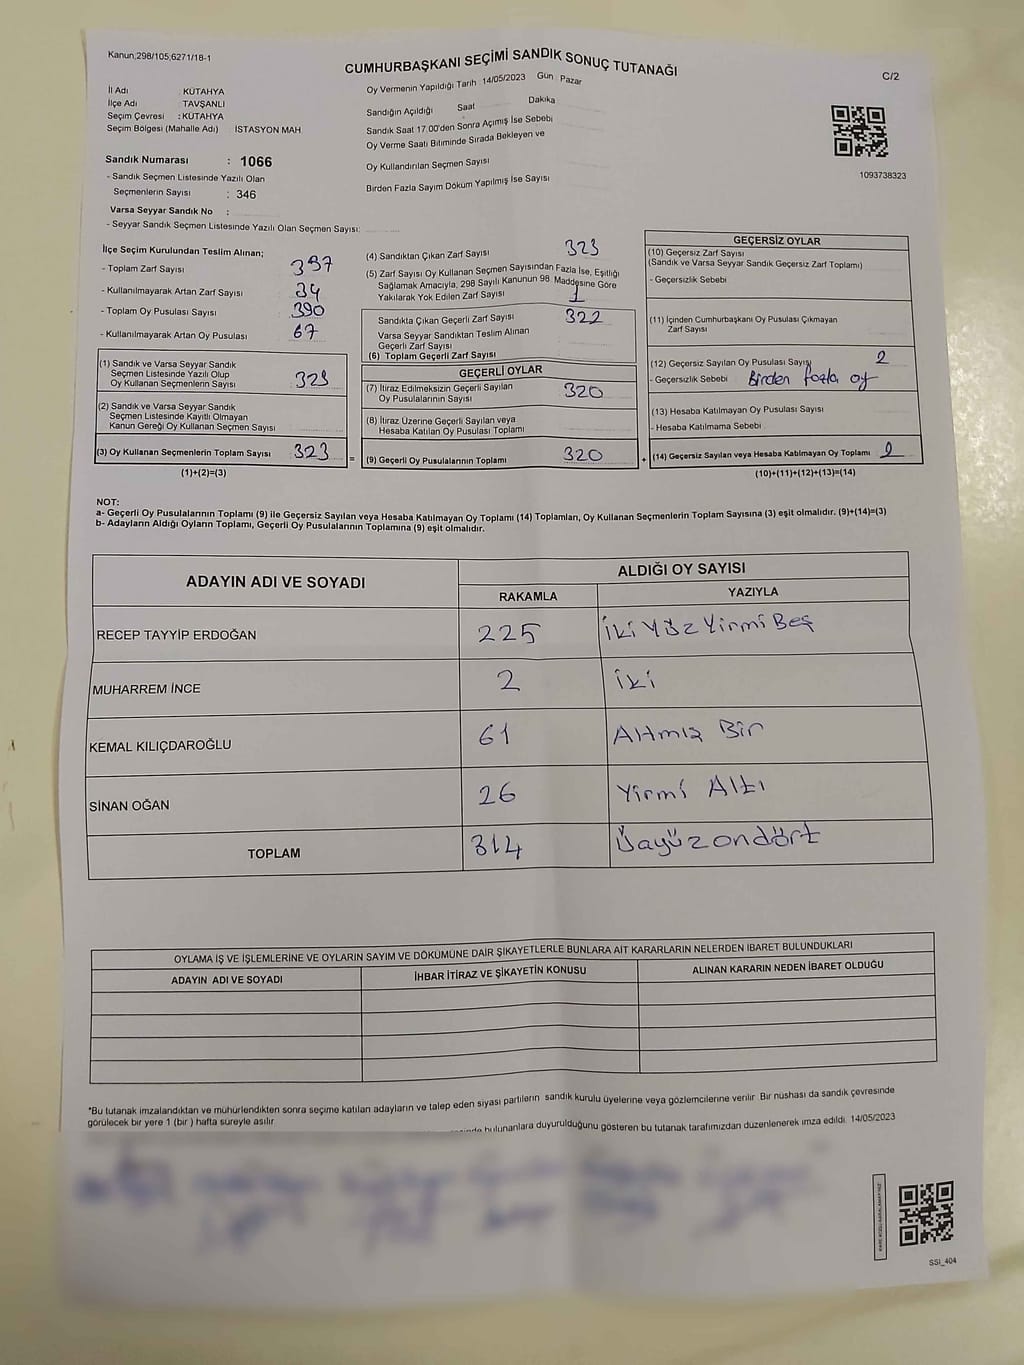 Kanun;298/105;6271/18-1
CUMHURBAŞKANI SEÇİMİ SANDIK SONUÇ TUTANAĞI
C/2
İl Adı : KÜTAHYA
İlçe Adı : TAVŞANLI
Seçim Çevresi : KÜTAHYA
Seçim Bölgesi (Mahalle Adı) : İSTASYON MAH
Sandık Numarası : 1066
- Sandık Seçmen Listesinde Yazılı Olan
Seçmenlerin Sayısı : 346
Varsa Seyyar Sandık No :
- Seyyar Sandık Seçmen Listesinde Yazılı Olan Seçmen Sayısı:
Oy Vermenin Yapıldığı Tarih 14/05/2023 Gün Pazar
Sandığın Açıldığı Saat Dakika
Sandık Saat 17.00'den Sonra Açımış İse Sebebi
Oy Verme Saati Bitiminde Sırada Bekleyen ve
Oy Kullandırılan Seçmen Sayısı
Birden Fazla Sayım Döküm Yapılmış İse Sayısı
1093738323
İlçe Seçim Kurulundan Teslim Alınan;
- Toplam Zarf Sayısı 397
- Kullanılmayarak Artan Zarf Sayısı 34
- Toplam Oy Pusulası Sayısı 390
- Kullanılmayarak Artan Oy Pusulası 67
(1) Sandık ve Varsa Seyyar Sandık
Seçmen Listesinde Yazılı Olup
Oy Kullanan Seçmenlerin Sayısı 323
(2) Sandık ve Varsa Seyyar Sandık
Seçmen Listesinde Kayıtlı Olmayan
Kanun Gereği Oy Kullanan Seçmen Sayısı
(3) Oy Kullanan Seçmenlerin Toplam Sayısı 323
(1)+(2)=(3)
=
(4) Sandıktan Çıkan Zarf Sayısı 323
(5) Zarf Sayısı Oy Kullanan Seçmen Sayısından Fazla İse, Eşitliği
Sağlamak Amacıyla, 298 Sayılı Kanunun 98. Maddesine Göre
Yakılarak Yok Edilen Zarf Sayısı 1
Sandıkta Çıkan Geçerli Zarf Sayısı 322
Varsa Seyyar Sandıktan Teslim Alınan
Geçerli Zarf Sayısı
(6) Toplam Geçerli Zarf Sayısı
GEÇERLİ OYLAR
(7) İtiraz Edilmeksizin Geçerli Sayılan
Oy Pusulalarının Sayısı 320
(8) İtiraz Üzerine Geçerli Sayılan veya
Hesaba Katılan Oy Pusulası Toplamı
(9) Geçerli Oy Pusulalarının Toplamı 320
+
GEÇERSİZ OYLAR
(10) Geçersiz Zarf Sayısı
(Sandık ve Varsa Seyyar Sandık Geçersiz Zarf Toplamı)
- Geçersizlik Sebebi
(11) İçinden Cumhurbaşkanı Oy Pusulası Çıkmayan
Zarf Sayısı
(12) Geçersiz Sayılan Oy Pusulası Sayısı 2
- Geçersizlik Sebebi Birden fazla oy
(13) Hesaba Katılmayan Oy Pusulası Sayısı
- Hesaba Katılmama Sebebi
(14) Geçersiz Sayılan veya Hesaba Katılmayan Oy Toplamı 2
(10)+(11)+(12)+(13)=(14)
NOT:
a- Geçerli Oy Pusulalarının Toplamı (9) ile Geçersiz Sayılan veya Hesaba Katılmayan Oy Toplamı (14) Toplamları, Oy Kullanan Seçmenlerin Toplam Sayısına (3) eşit olmalıdır. (9)+(14)=(3)
b- Adayların Aldığı Oyların Toplamı, Geçerli Oy Pusulalarının Toplamına (9) eşit olmalıdır.
ADAYIN ADI VE SOYADI
ALDIĞI OY SAYISI
RAKAMLA YAZIYLA
RECEP TAYYİP ERDOĞAN 225 İki Yüz Yirmi Beş
MUHARREM İNCE 2 İki
KEMAL KILIÇDAROĞLU 61 Altmış Bir
SİNAN OĞAN 26 Yirmi Altı
TOPLAM 314 Üçyüzondört
OYLAMA İŞ VE İŞLEMLERİNE VE OYLARIN SAYIM VE DÖKÜMÜNE DAİR ŞİKAYETLERLE BUNLARA AİT KARARLARIN NELERDEN İBARET BULUNDUKLARI
ADAYIN ADI VE SOYADI İHBAR İTİRAZ VE ŞİKAYETİN KONUSU ALINAN KARARIN NEDEN İBARET OLDUĞU
*Bu tutanak imzalandıktan ve mühürlendikten sonra seçime katılan adayların ve talep eden siyasi partilerin sandık kurulu üyelerine veya gözlemcilerine verilir. Bir nüshası da sandık çevresinde
görülecek bir yere 1 (bir) hafta süreyle asılır.
bulunanlara duyurulduğunu gösteren bu tutanak tarafımızdan düzenlenerek imza edildi. 14/05/2023
SSI_404